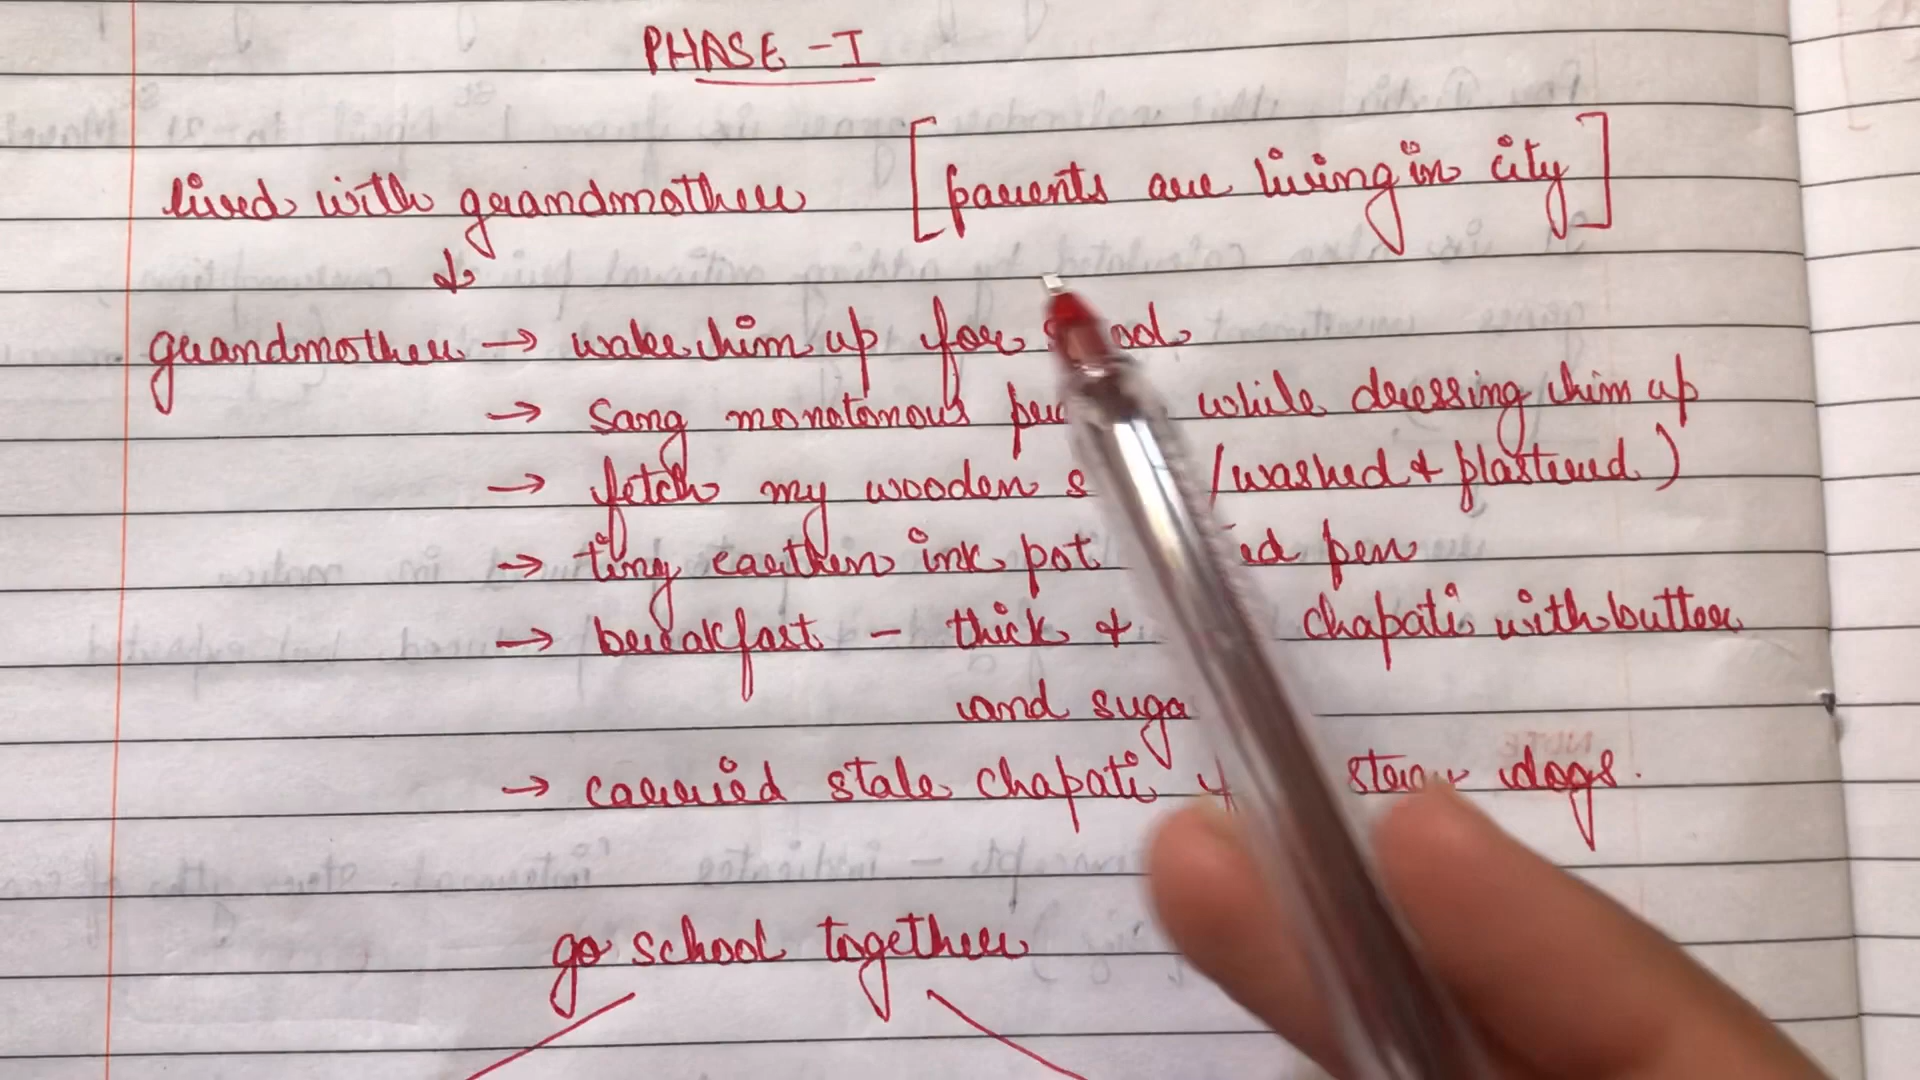 PHASE - I
lived with grandmother [parents are living in city]
grandmother → wake him up for
→ sang monotonous while dressing him up
→ fetch my wooden (washed + plastered)
→ tiny earthen ink pot pen
→ breakfast - thick + chapati with butter
and
→ carried stale chapati dogs.
go school together